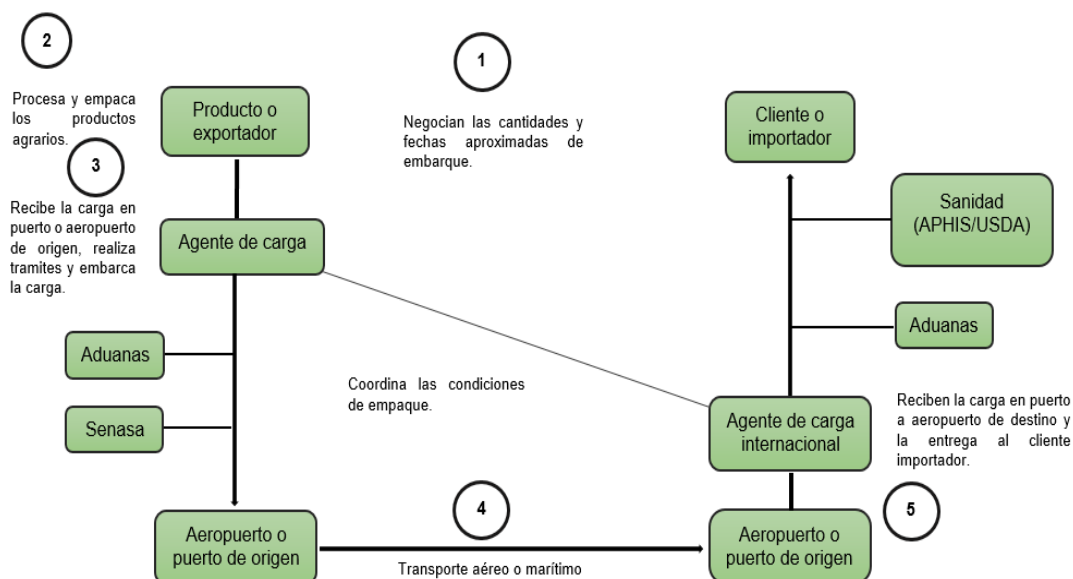 2
1
Procesa y empaca
los productos
agrarios.
Producto o
exportador
Negocian las cantidades y
fechas aproximadas de
embarque.
Cliente o
importador
3
Recibe la carga en
puerto o aeropuerto
de origen, realiza
tramites y embarca
la carga.
Agente de carga
Sanidad
(APHIS/USDA)
Aduanas
Aduanas
Senasa
Coordina las condiciones
de empaque.
Agente de carga
internacional
Reciben la carga en puerto
a aeropuerto de destino y
la entrega al cliente
importador.
4
5
Aeropuerto o
puerto de origen
Transporte aéreo o marítimo
Aeropuerto o
puerto de origen